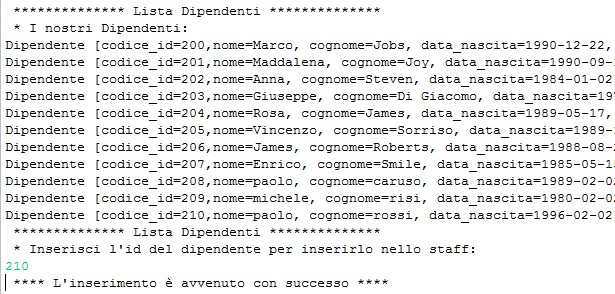 ************** Lista Dipendenti **************
* I nostri Dipendenti:
Dipendente [codice_id=200,nome=Marco, cognome=Jobs, data_nascita=1990-12-22,
Dipendente [codice_id=201,nome=Maddalena, cognome=Joy, data_nascita=1990-09-
Dipendente [codice_id=202,nome=Anna, cognome=Steven, data_nascita=1984-01-02
Dipendente [codice_id=203,nome=Giuseppe, cognome=Di Giacomo, data_nascita=19
Dipendente [codice_id=204,nome=Rosa, cognome=James, data_nascita=1989-05-17,
Dipendente [codice_id=205,nome=Vincenzo, cognome=Sorriso, data_nascita=1989-
Dipendente [codice_id=206,nome=James, cognome=Roberts, data_nascita=1988-08-
Dipendente [codice_id=207,nome=Enrico, cognome=Smile, data_nascita=1985-05-1
Dipendente [codice_id=208,nome=paolo, cognome=caruso, data_nascita=1989-02-0
Dipendente [codice_id=209,nome=michele, cognome=risi, data_nascita=1980-02-0
Dipendente [codice_id=210,nome=paolo, cognome=rossi, data_nascita=1996-02-02
************** Lista Dipendenti **************
* Inserisci l'id del dipendente per inserirlo nello staff:
210
**** L'inserimento è avvenuto con successo ****